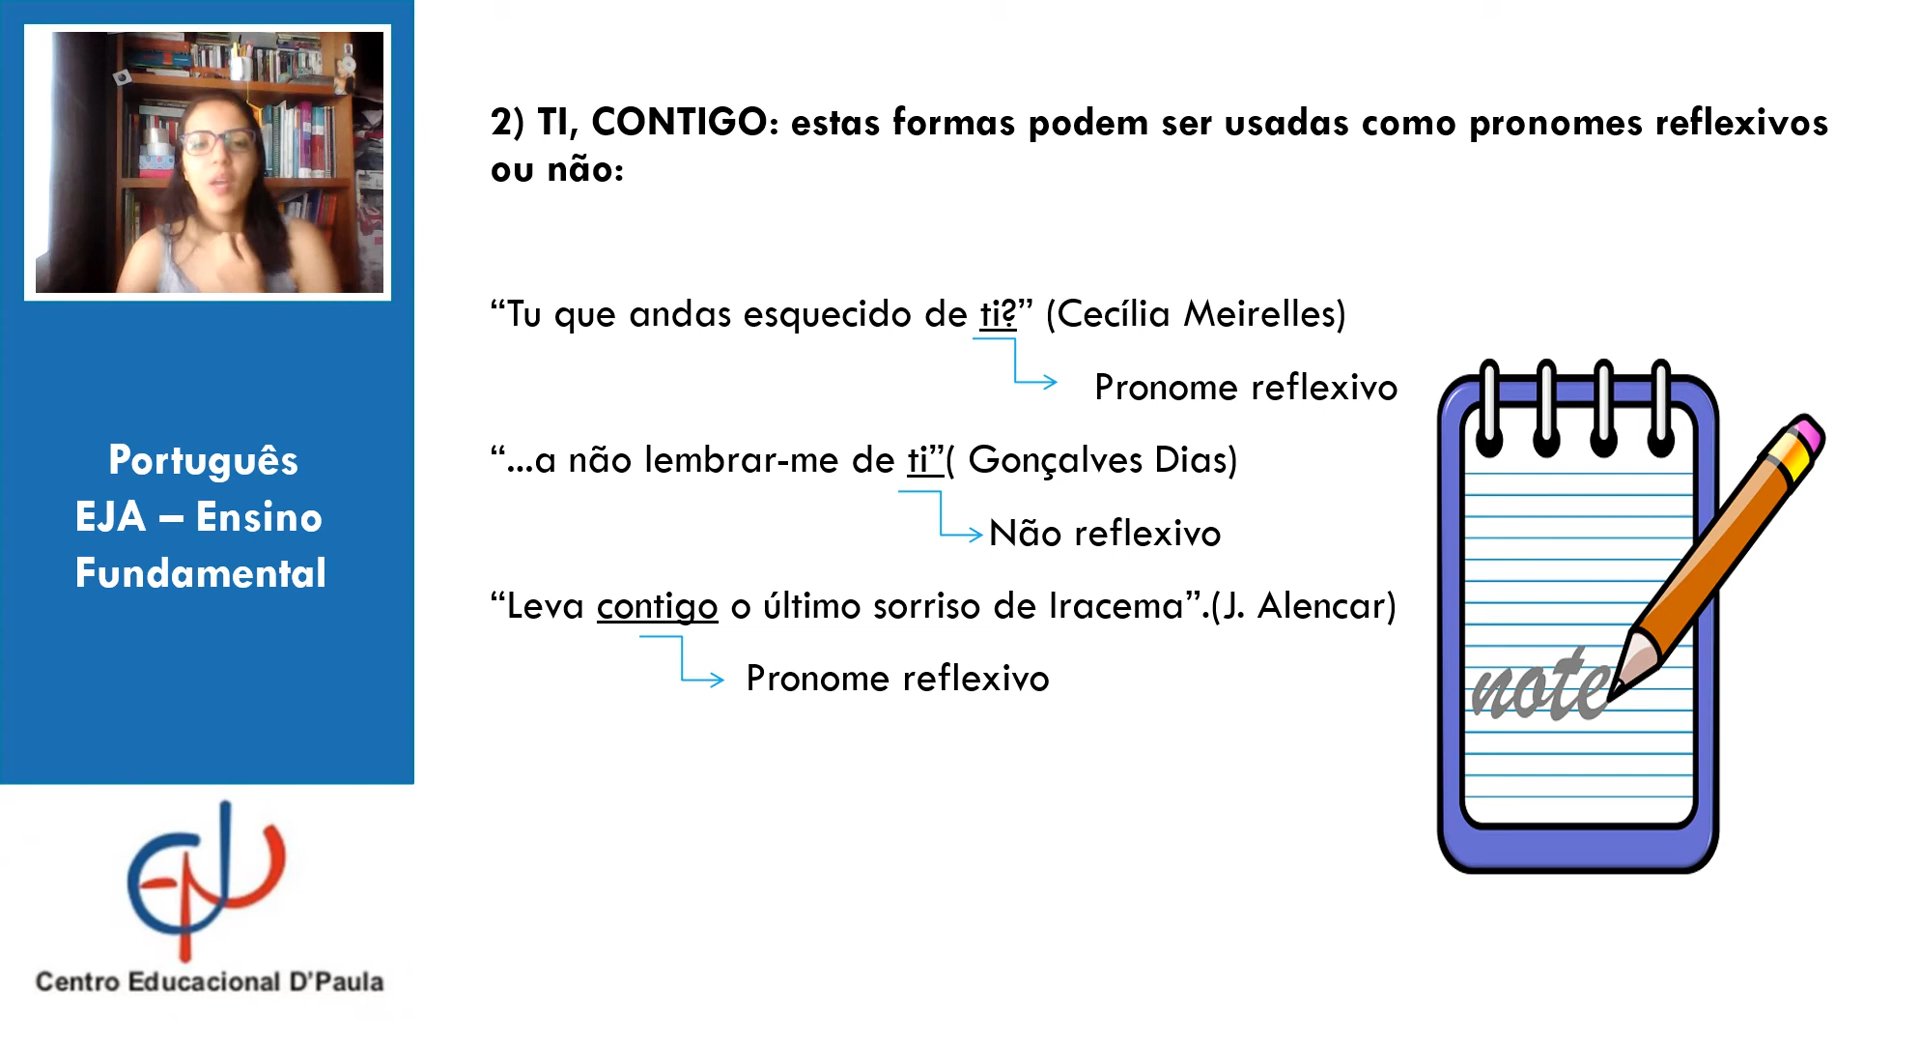 2) TI, CONTIGO: estas formas podem ser usadas como pronomes reflexivos
ou não:
“Tu que andas esquecido de ti?” (Cecília Meirelles)
Pronome reflexivo
“...a não lembrar-me de ti”( Gonçalves Dias)
Não reflexivo
“Leva contigo o último sorriso de Iracema”.(J. Alencar)
Pronome reflexivo
note
Português
EJA – Ensino
Fundamental
Centro Educacional D'Paula